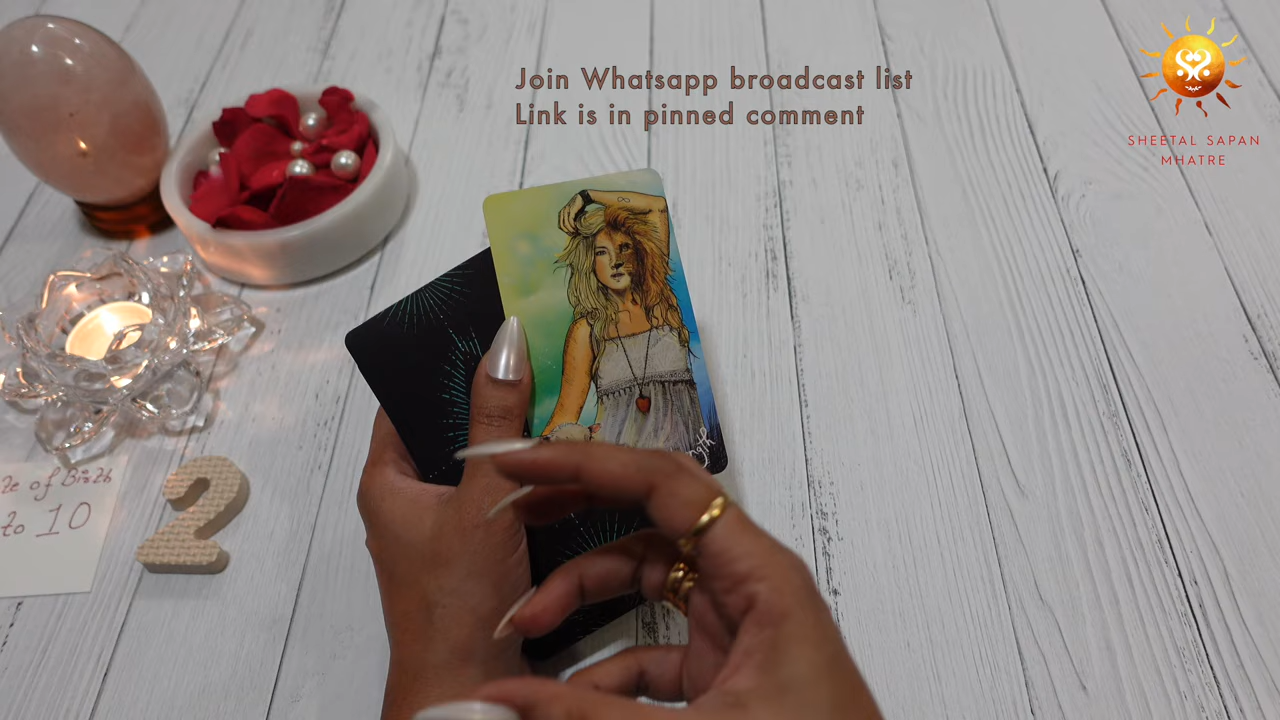 Join Whatsapp broadcast list
Link is in pinned comment
SHEETAL SAPAN
MHATRE
of Birth
to 10
2